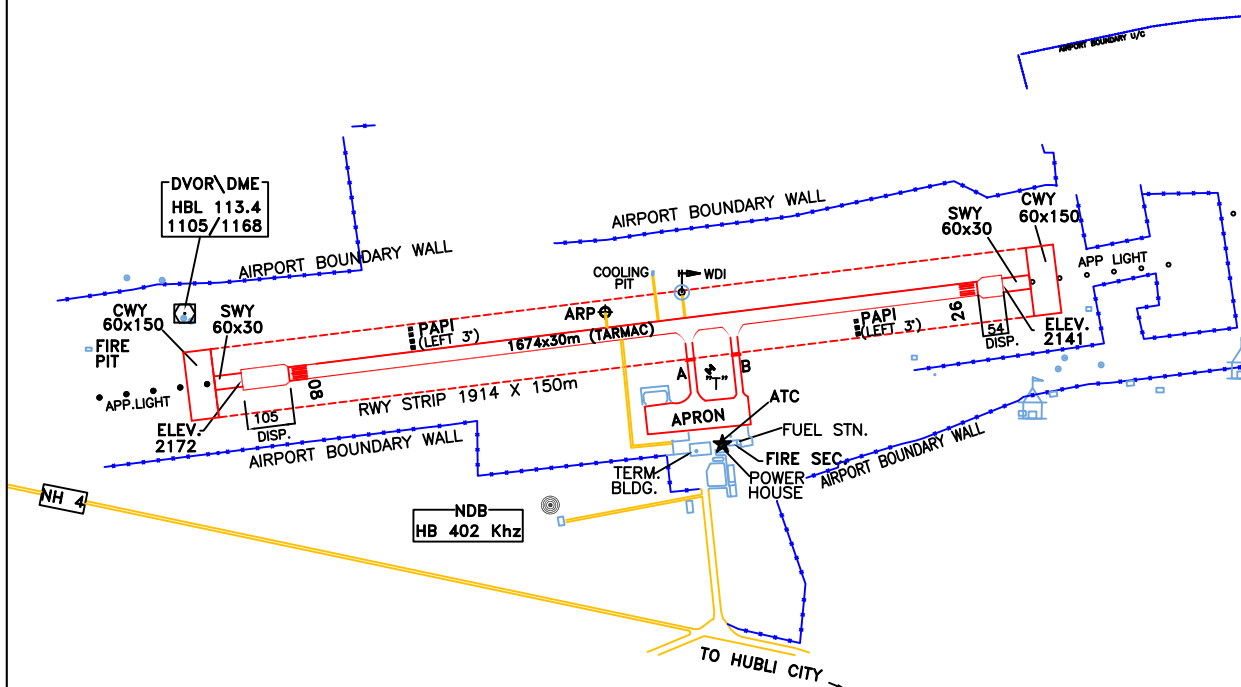 AIRPORT BOUNDARY U/C
DVOR\DME
HBL 113.4
1105/1168
AIRPORT BOUNDARY WALL
AIRPORT BOUNDARY WALL
SWY
60x30
CWY
60x150
APP LIGHT
COOLING
PIT
WDI
CWY
60x150
SWY
60x30
ARP
PAPI
(LEFT 3')
1674x30m (TARMAC)
PAPI
(LEFT 3')
26
54
DISP.
ELEV.
2141
FIRE
PIT
APP.LIGHT
08
RWY STRIP 1914 X 150m
A
B
"T"
105
DISP.
ELEV.
2172
APRON
ATC
AIRPORT BOUNDARY WALL
FUEL STN.
FIRE SEC.
TERM.
BLDG.
POWER
HOUSE
AIRPORT BOUNDARY WALL
NH 4
NDB
HB 402 Khz
TO HUBLI CITY